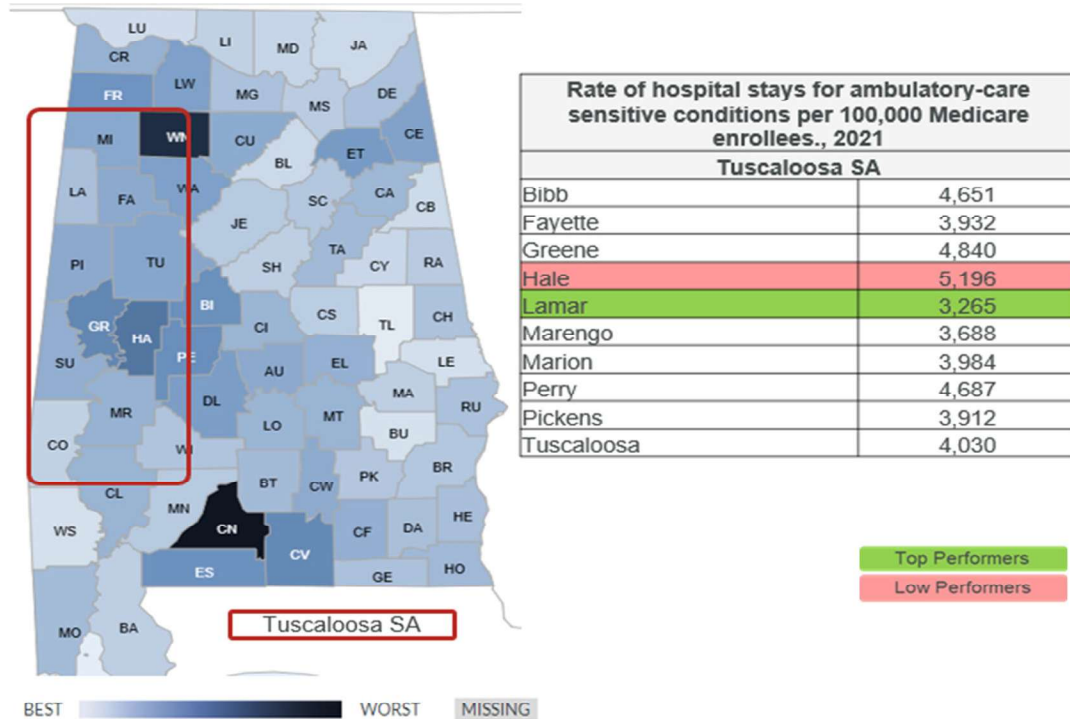 LU
LI
MD
JA
CR
LW
FR
MG
MS
DE
MI
WN
CU
BL
ET
CE
LA
FA
WA
JE
SC
CA
CB
PI
TU
SH
TA
CY
RA
GR
HA
BI
CI
CS
TL
CH
SU
PE
AU
EL
LE
MR
DL
LO
MT
MA
RU
CO
WI
BU
CL
MN
BT
CW
PK
BR
WS
CN
CV
CF
DA
HE
ES
GE
HO
MO
BA
Tuscaloosa SA
BEST WORST MISSING
Rate of hospital stays for ambulatory-care
sensitive conditions per 100,000 Medicare
enrollees., 2021
Tuscaloosa SA
Bibb 4,651
Fayette 3,932
Greene 4,840
Hale 5,196
Lamar 3,265
Marengo 3,688
Marion 3,984
Perry 4,687
Pickens 3,912
Tuscaloosa 4,030
Top Performers
Low Performers